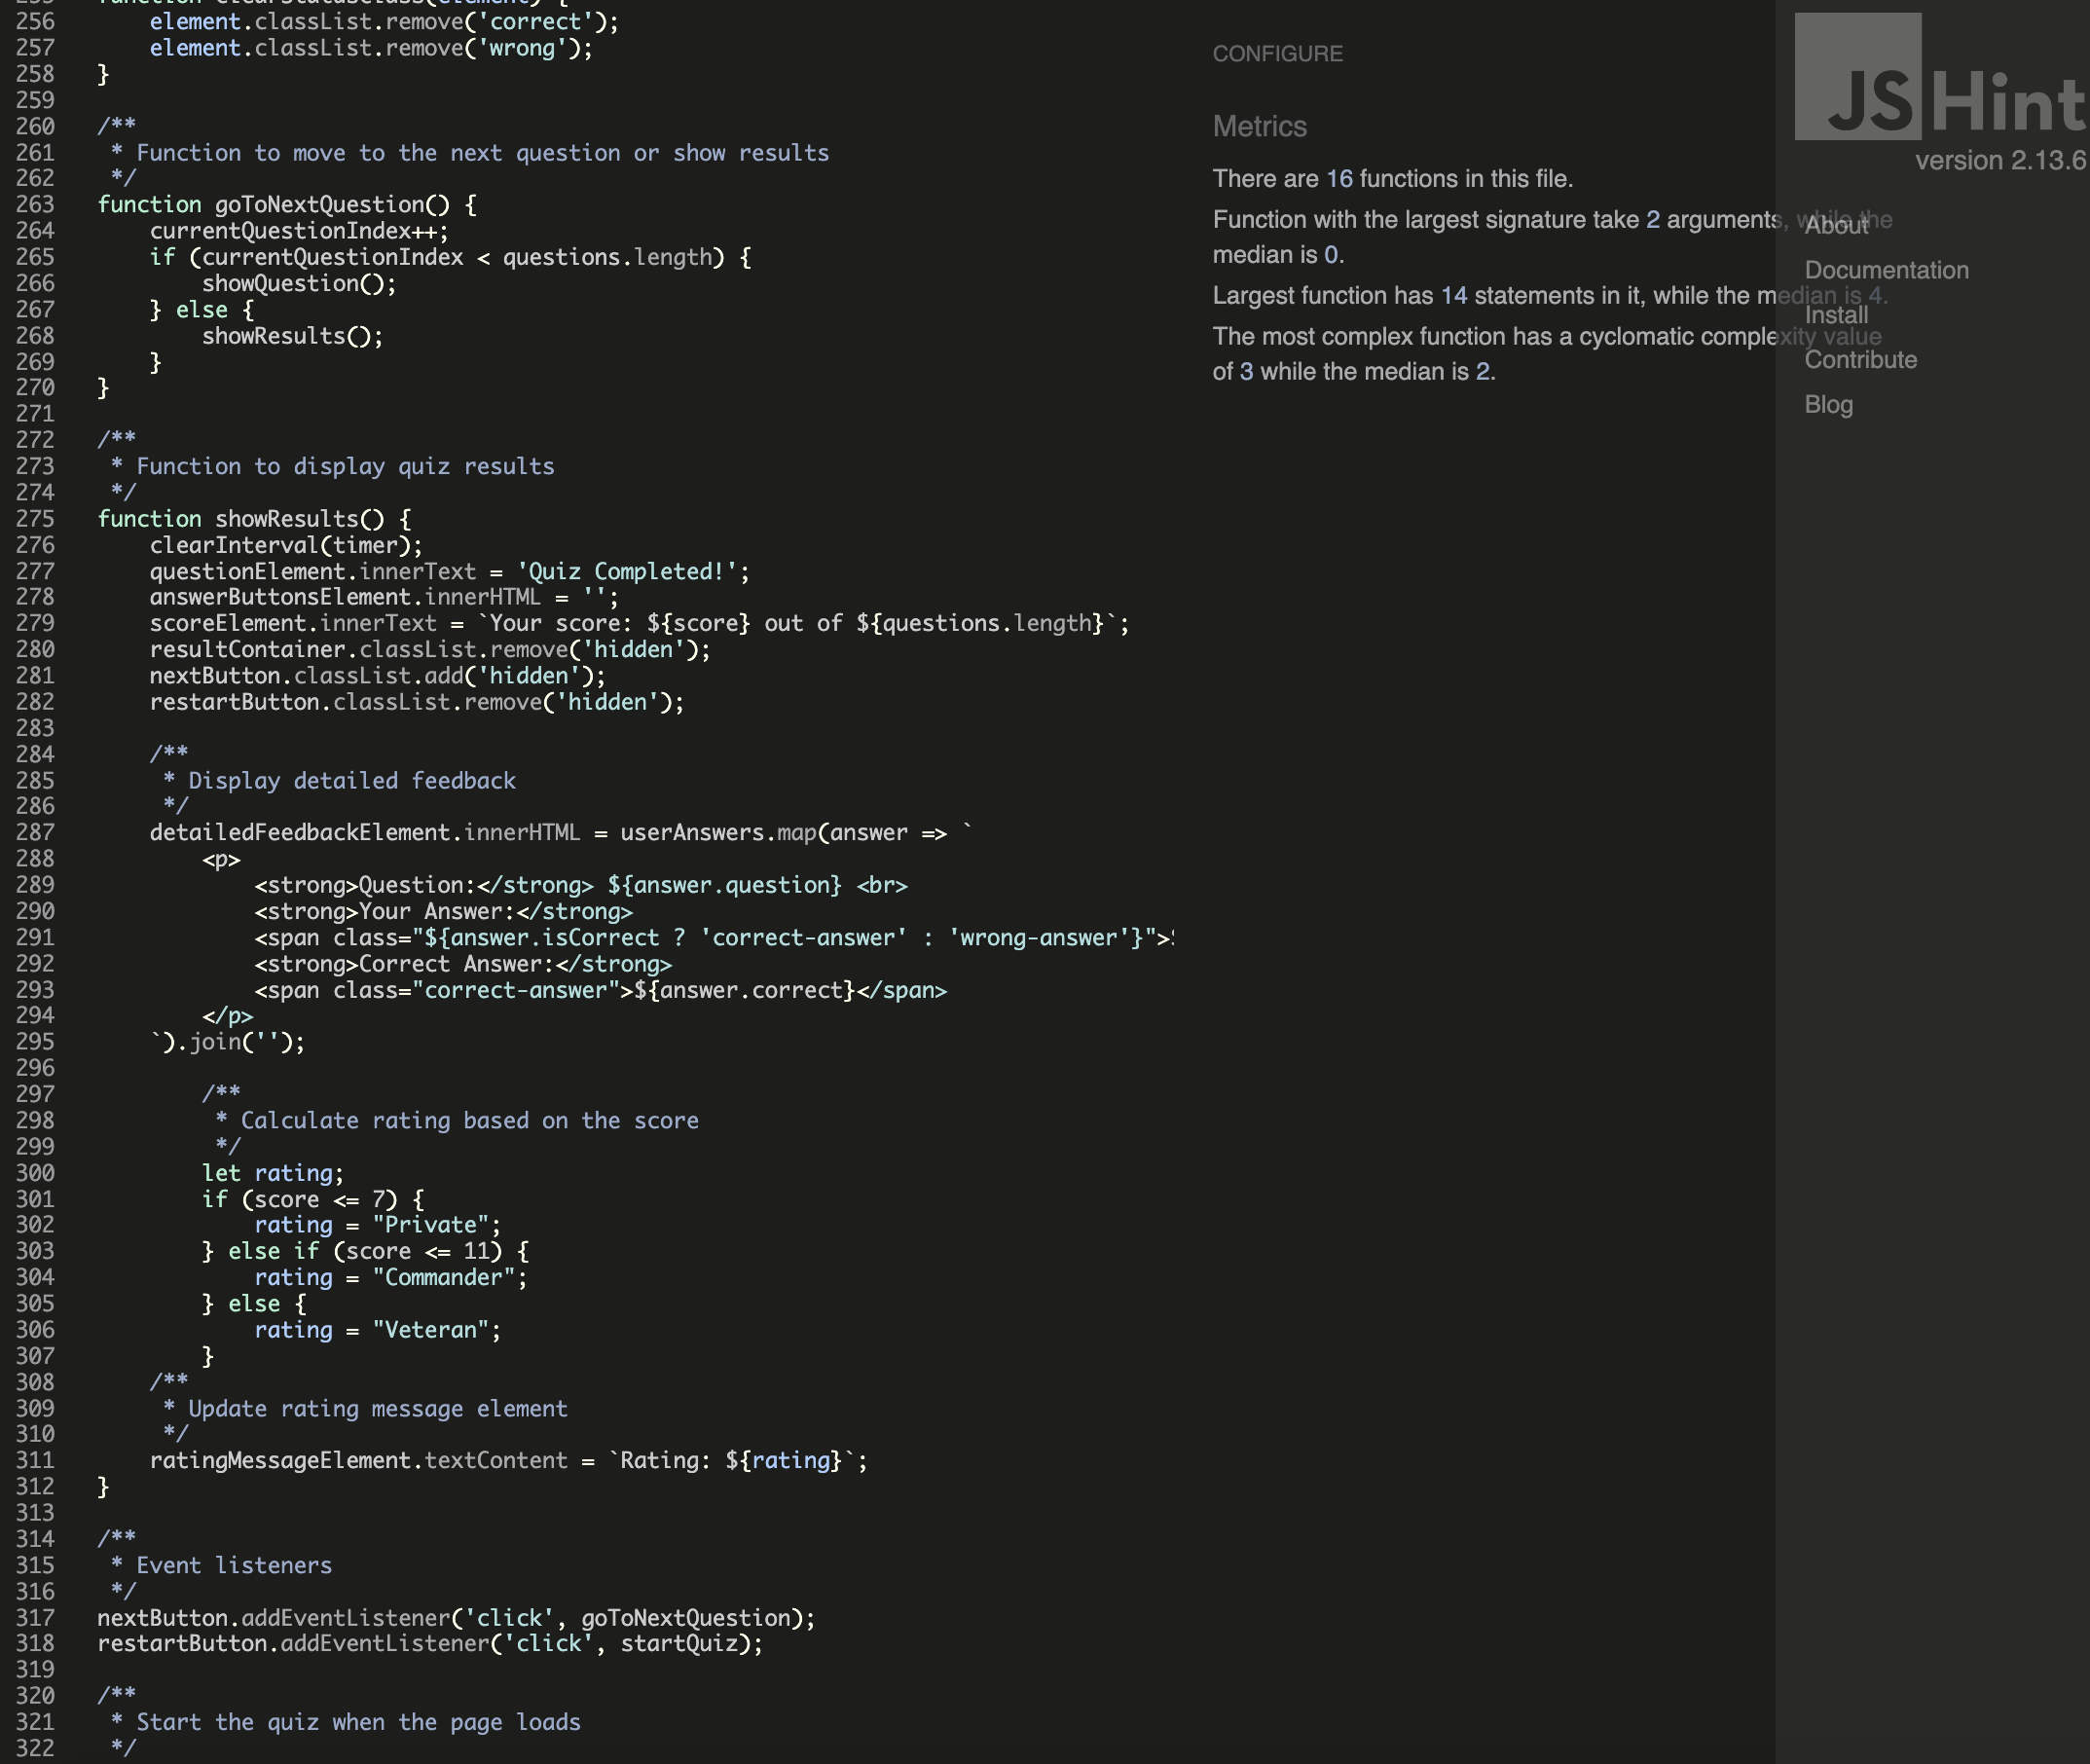 255 function clearStatusClass(element) {
256     element.classList.remove('correct');
257     element.classList.remove('wrong');
258 }
259
260 /**
261  * Function to move to the next question or show results
262  */
263 function goToNextQuestion() {
264     currentQuestionIndex++;
265     if (currentQuestionIndex < questions.length) {
266         showQuestion();
267     } else {
268         showResults();
269     }
270 }
271
272 /**
273  * Function to display quiz results
274  */
275 function showResults() {
276     clearInterval(timer);
277     questionElement.innerText = 'Quiz Completed!';
278     answerButtonsElement.innerHTML = '';
279     scoreElement.innerText = `Your score: ${score} out of ${questions.length}`;
280     resultContainer.classList.remove('hidden');
281     nextButton.classList.add('hidden');
282     restartButton.classList.remove('hidden');
283
284     /**
285      * Display detailed feedback
286      */
287     detailedFeedbackElement.innerHTML = userAnswers.map(answer => `
288         <p>
289             <strong>Question:</strong> ${answer.question} <br>
290             <strong>Your Answer:</strong>
291             <span class="${answer.isCorrect ? 'correct-answer' : 'wrong-answer'}">
292             <strong>Correct Answer:</strong>
293             <span class="correct-answer">${answer.correct}</span>
294         </p>
295     `).join('');
296
297         /**
298          * Calculate rating based on the score
299          */
300         let rating;
301         if (score <= 7) {
302             rating = "Private";
303         } else if (score <= 11) {
304             rating = "Commander";
305         } else {
306             rating = "Veteran";
307         }
308     /**
309      * Update rating message element
310      */
311     ratingMessageElement.textContent = `Rating: ${rating}`;
312 }
313
314 /**
315  * Event listeners
316  */
317 nextButton.addEventListener('click', goToNextQuestion);
318 restartButton.addEventListener('click', startQuiz);
319
320 /**
321  * Start the quiz when the page loads
322  */
CONFIGURE
Metrics
There are 16 functions in this file.
Function with the largest signature take 2 arguments, while the
median is 0.
Largest function has 14 statements in it, while the median is 4.
The most complex function has a cyclomatic complexity value
of 3 while the median is 2.
JSHint
version 2.13.6
About
Documentation
Install
Contribute
Blog